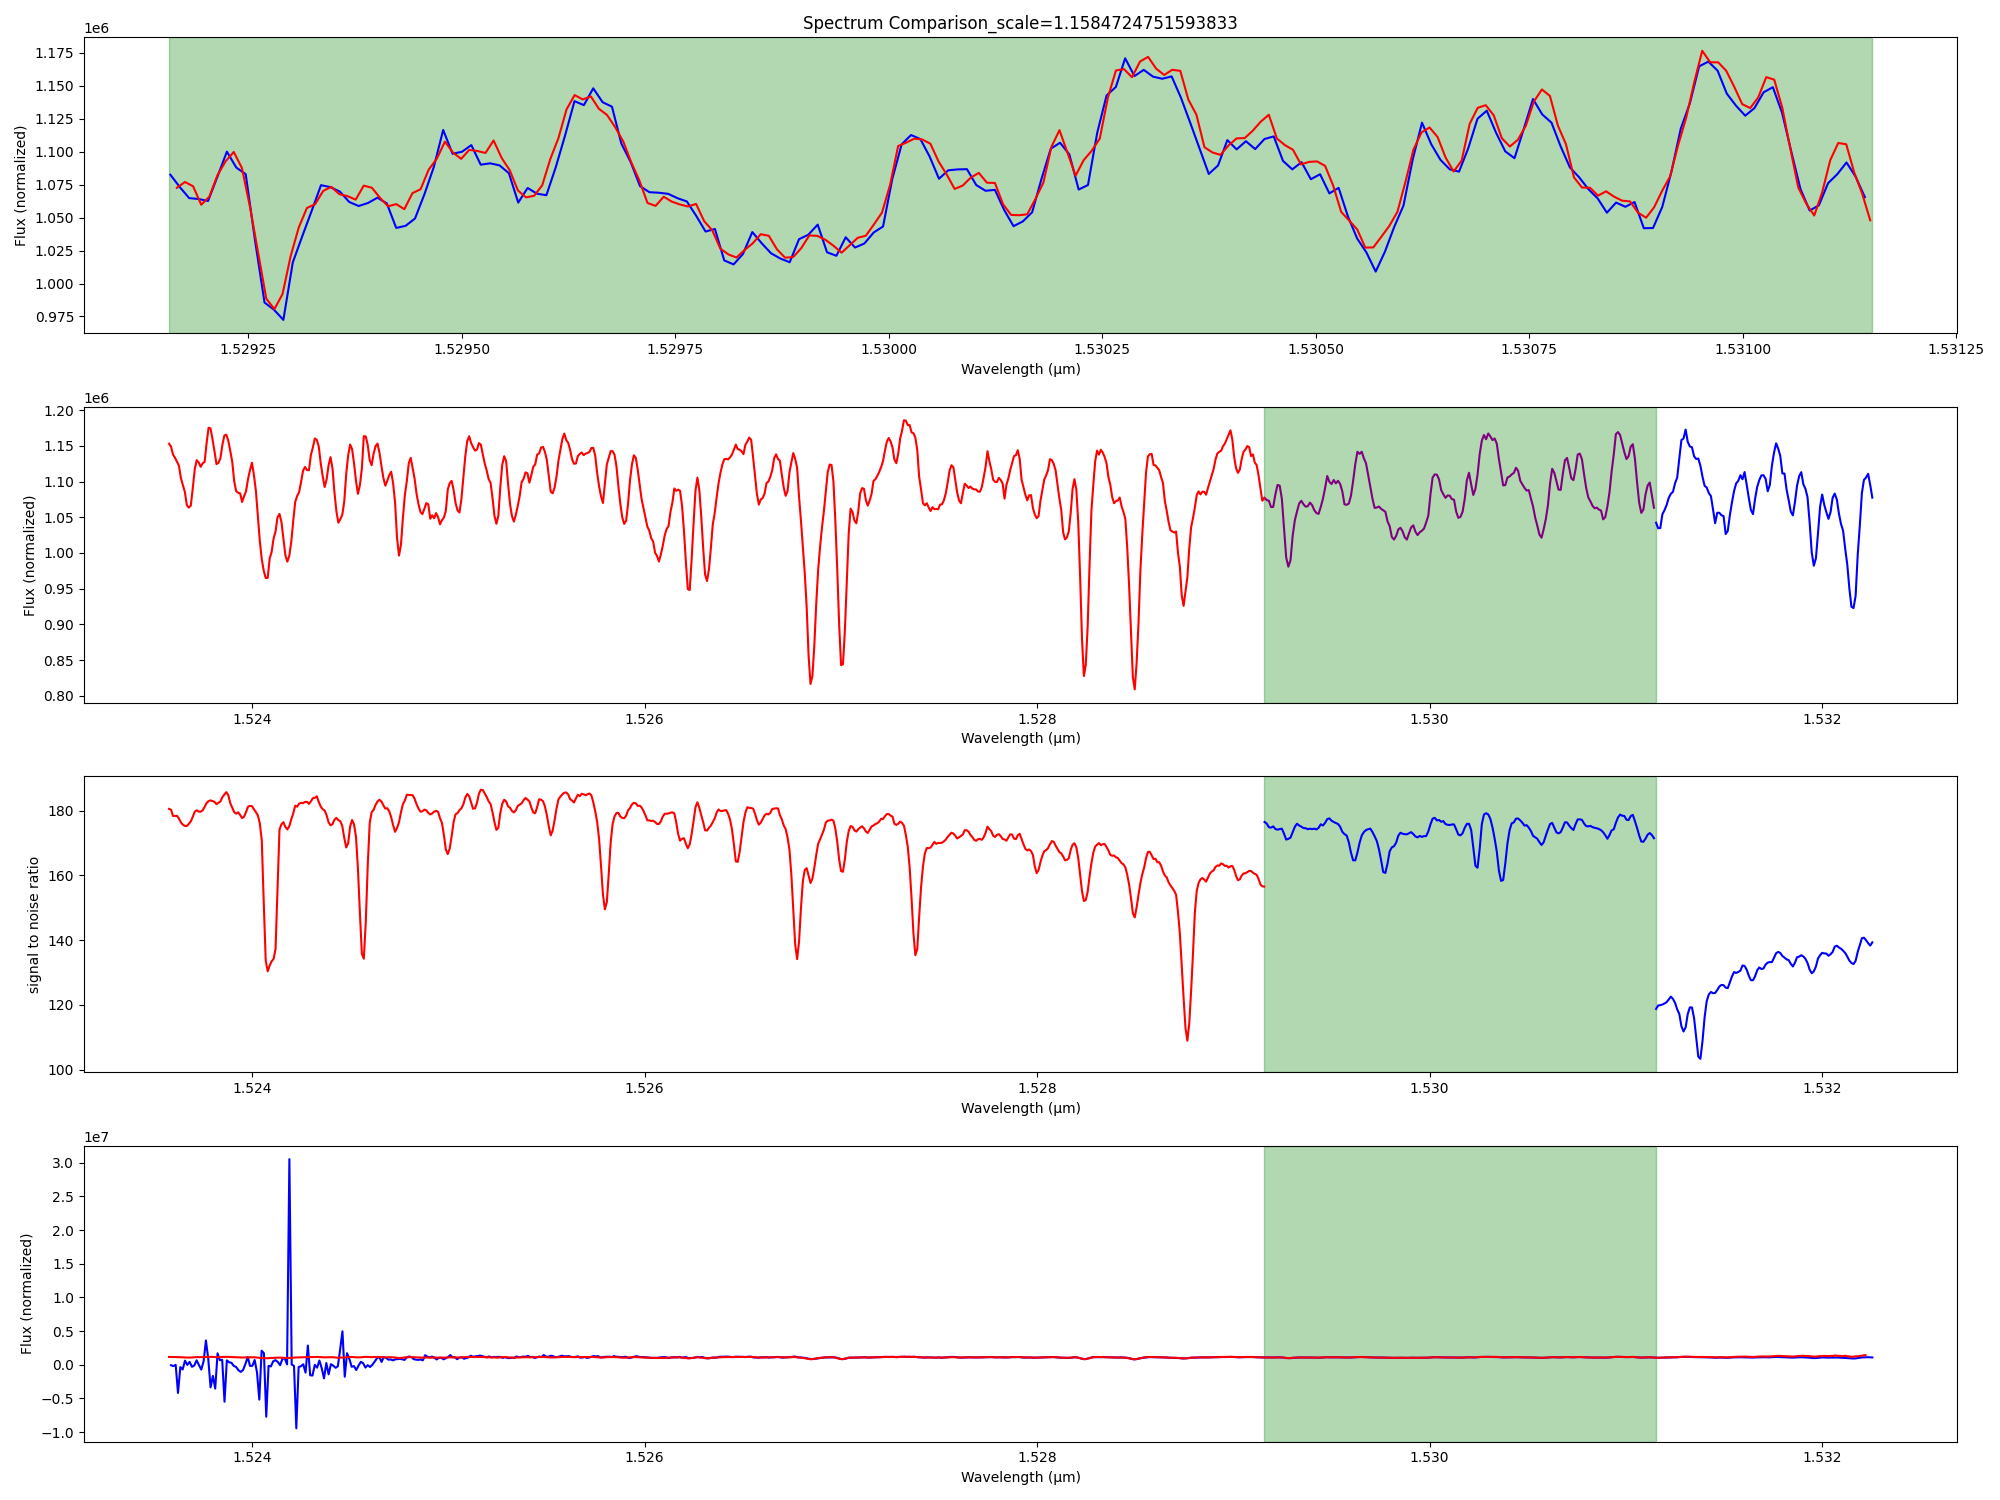 Spectrum Comparison_scale=1.1584724751593833
1e6
1.175
1.150
1.125
1.100
1.075
1.050
1.025
1.000
0.975
Flux (normalized)
1.52925 1.52950 1.52975 1.53000 1.53025 1.53050 1.53075 1.53100 1.53125
Wavelength (µm)
1e6
1.20
1.15
1.10
1.05
1.00
0.95
0.90
0.85
0.80
Flux (normalized)
1.524 1.526 1.528 1.530 1.532
Wavelength (µm)
180
160
140
120
100
signal to noise ratio
1.524 1.526 1.528 1.530 1.532
Wavelength (µm)
1e7
3.0
2.5
2.0
1.5
1.0
0.5
0.0
−0.5
−1.0
Flux (normalized)
1.524 1.526 1.528 1.530 1.532
Wavelength (µm)